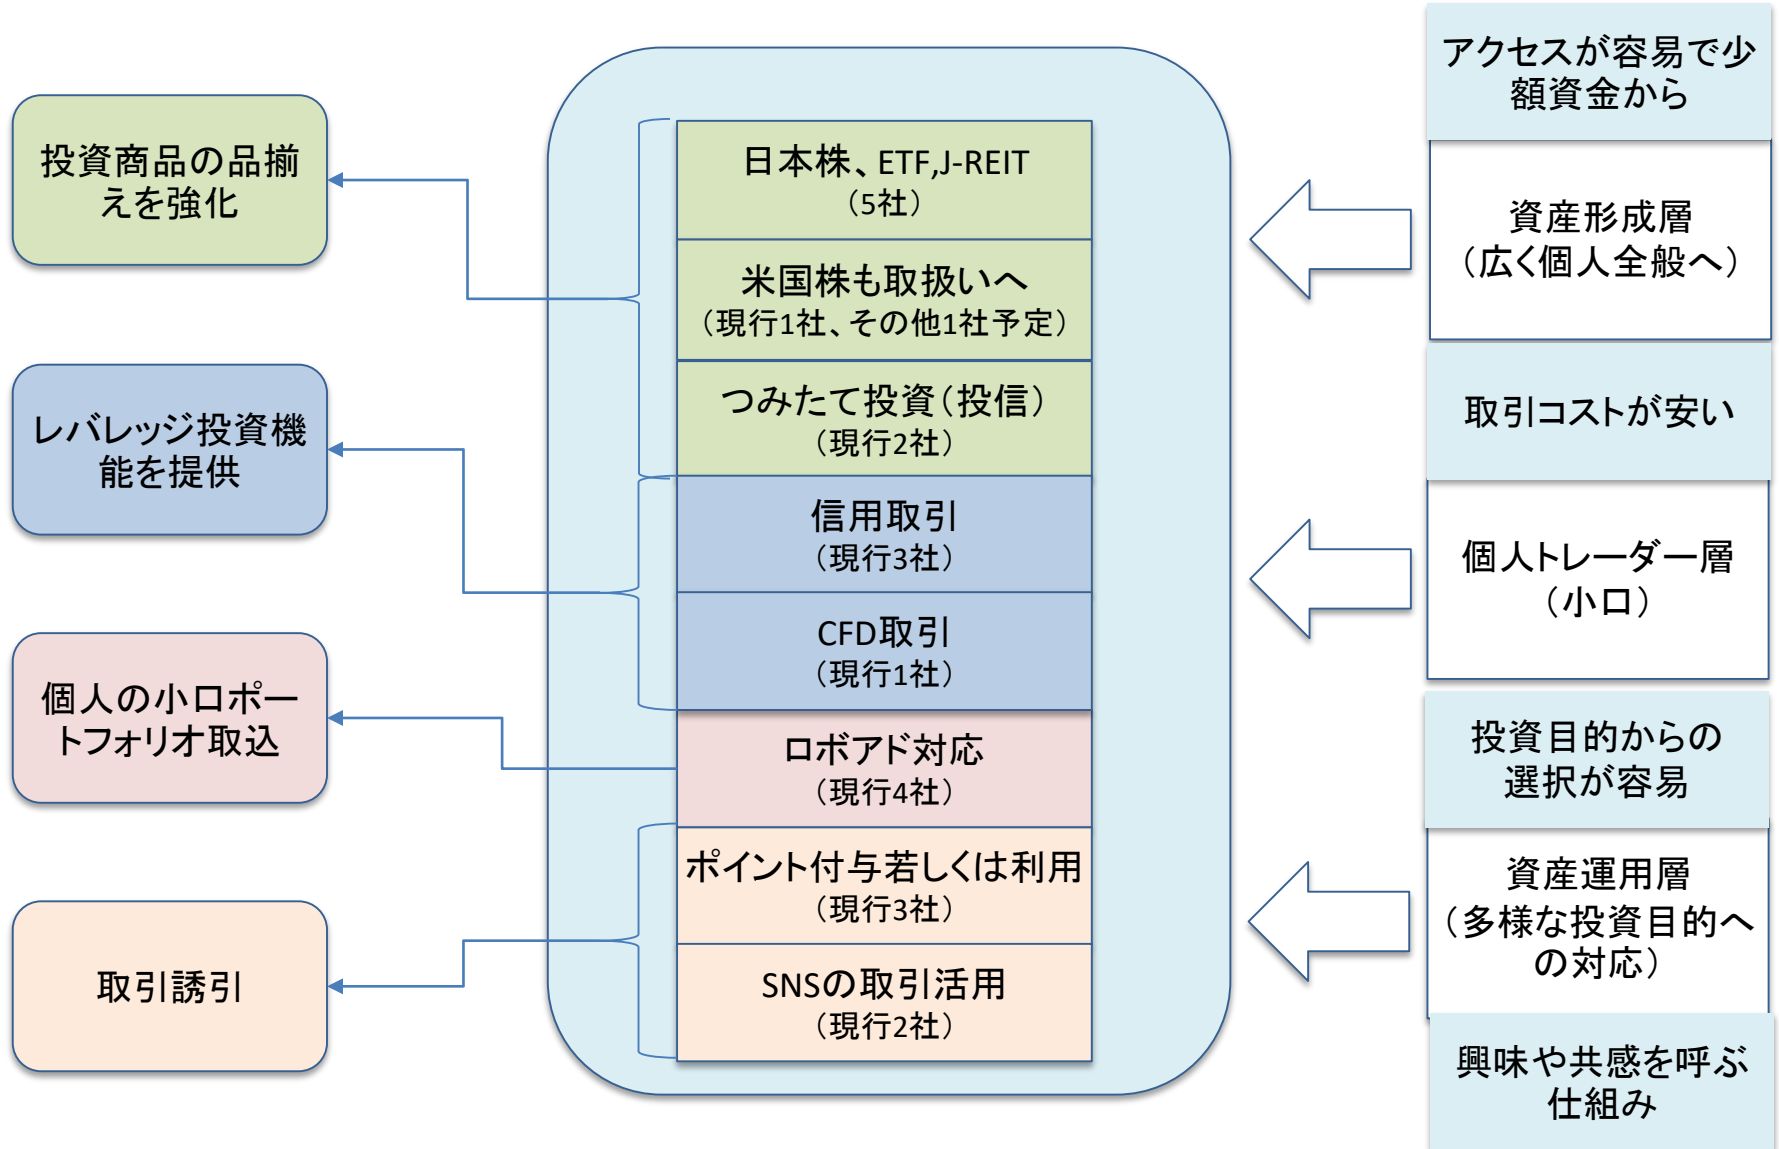 投資商品の品揃
えを強化
レバレッジ投資機
能を提供
個人の小口ポー
トフォリオ取込
取引誘引
日本株、ETF,J-REIT
（5社）
米国株も取扱いへ
（現行1社、その他1社予定）
つみたて投資（投信）
（現行2社）
信用取引
（現行3社）
CFD取引
（現行1社）
ロボアド対応
（現行4社）
ポイント付与若しくは利用
（現行3社）
SNSの取引活用
（現行2社）
アクセスが容易で少
額資金から
資産形成層
（広く個人全般へ）
取引コストが安い
個人トレーダー層
（小口）
投資目的からの
選択が容易
資産運用層
（多様な投資目的へ
の対応）
興味や共感を呼ぶ
仕組み